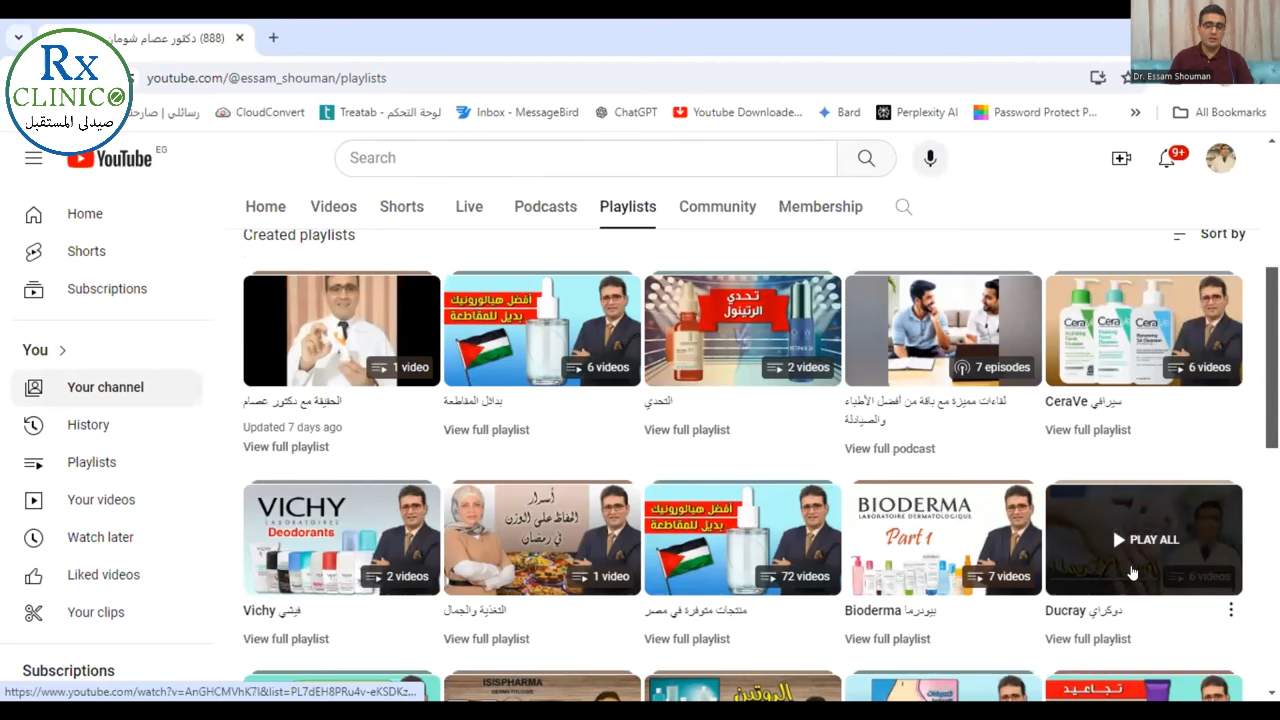 دكتور عصام شومان (888)
Dr. Essam Shouman
Rx
CLINICO
صيدلي المستقبل
youtube.com/@essam_shouman/playlists
CloudConvert
Treatab - لوحة التحكم
Inbox - MessageBird
ChatGPT
Youtube Downloade...
Bard
Perplexity AI
Password Protect P...
»
All Bookmarks
YouTube EG
Search
9+
Home
Videos
Shorts
Live
Podcasts
Playlists
Community
Membership
Home
Shorts
Subscriptions
You
Your channel
History
Playlists
Your videos
Watch later
Liked videos
Your clips
Subscriptions
Created playlists
Sort by
1 video
أفضل هيالورونيك
بديل للمقاطعة
6 videos
تحدي
الرتينول
2 videos
7 episodes
CeraVe
CeraVe
CeraVe
6 videos
الحقيقة مع دكتور عصام
Updated 7 days ago
View full playlist
بدائل المقاطعة
View full playlist
التحدي
View full playlist
لقاءات مميزة مع باقة من أفضل الأطباء
والصيادلة
View full podcast
CeraVe سيرافي
View full playlist
VICHY
LABORATOIRES
Deodorants
2 videos
أسرار
الحفاظ على الوزن
في رمضان
1 video
أفضل هيالورونيك
بديل للمقاطعة
72 videos
BIODERMA
LABORATOIRE DERMATOLOGIQUE
Part 1
7 videos
PLAY ALL
6 videos
Vichy فيشي
View full playlist
التغذية والجمال
View full playlist
منتجات متوفرة في مصر
View full playlist
Bioderma بيودرما
View full playlist
Ducray دوكراي
View full playlist
ISISPHARMA
DERMATOLOGIE
الروتين
تجاعيد
https://www.youtube.com/watch?v=AnGHCMVhK7I&list=PL7dEH8PRu4v-eKSDKz...